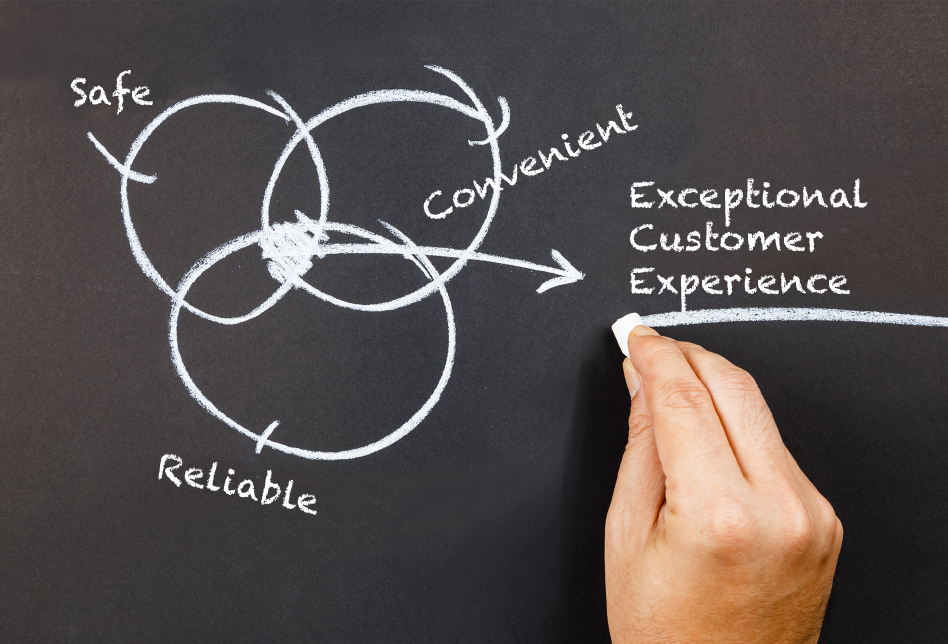 Safe
Convenient
Exceptional
Customer
Experience
Reliable